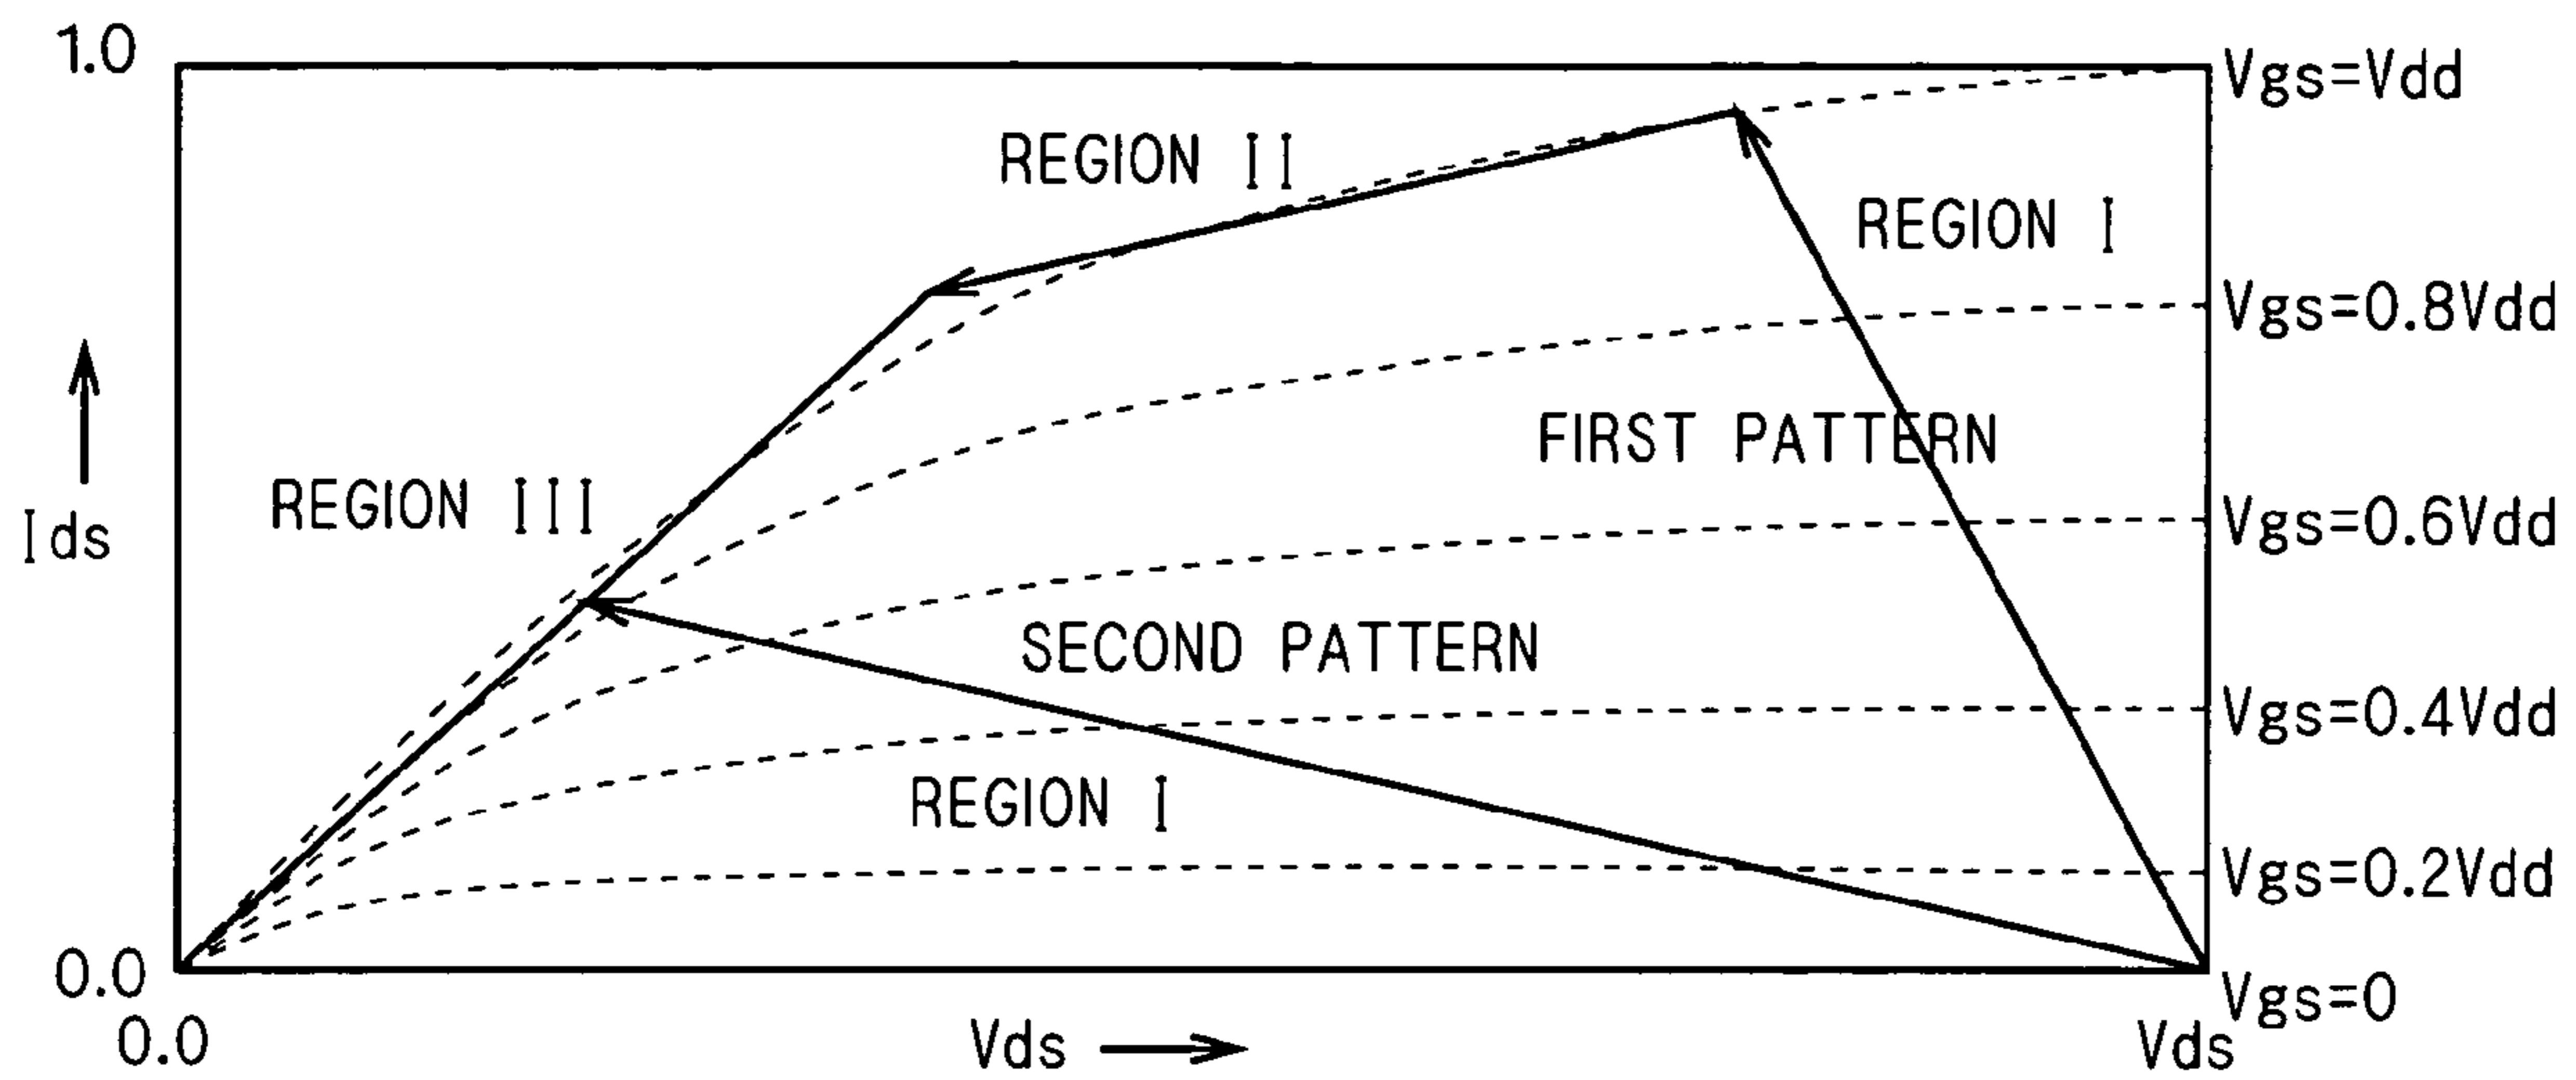 1.0
Vgs=Vdd
REGION II
REGION I
Vgs=0.8Vdd
FIRST PATTERN
REGION III
Ids
Vgs=0.6Vdd
SECOND PATTERN
Vgs=0.4Vdd
REGION I
Vgs=0.2Vdd
0.0
Vgs=0
0.0
Vds
Vds